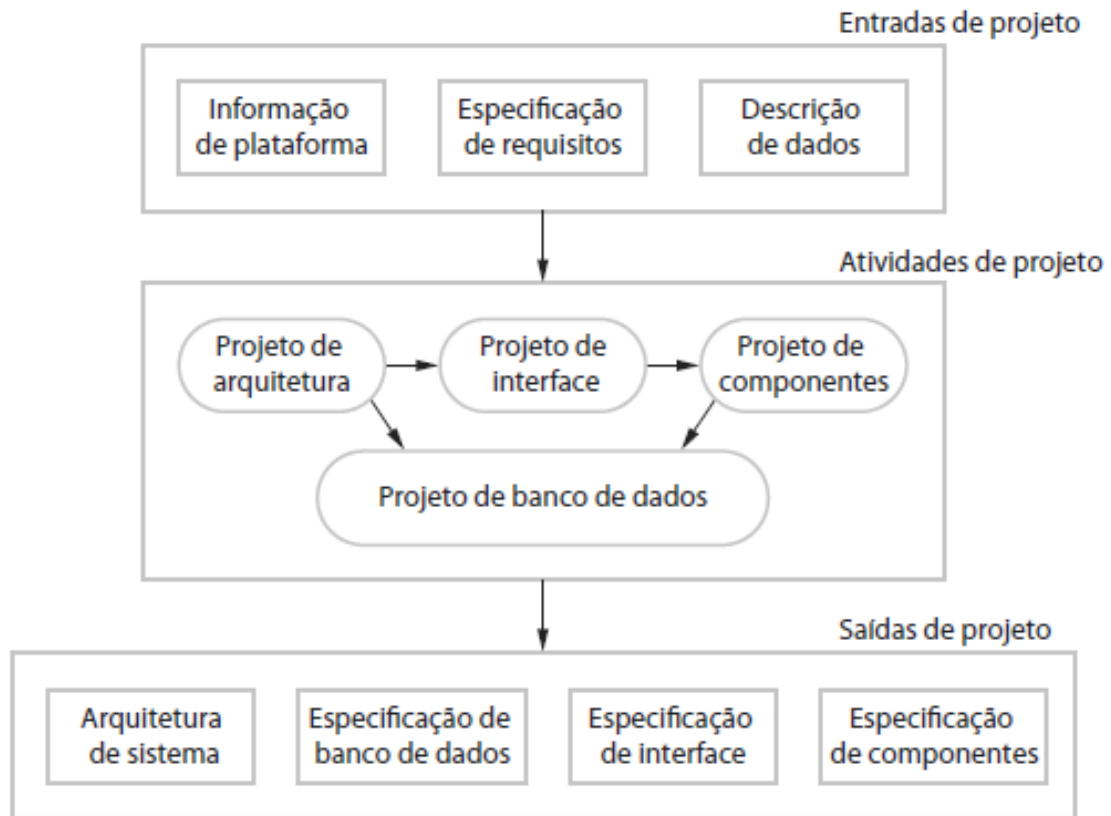 Entradas de projeto
Informação
de plataforma
Especificação
de requisitos
Descrição
de dados
Atividades de projeto
Projeto de
arquitetura
Projeto de
interface
Projeto de
componentes
Projeto de banco de dados
Saídas de projeto
Arquitetura
de sistema
Especificação de
banco de dados
Especificação
de interface
Especificação
de componentes